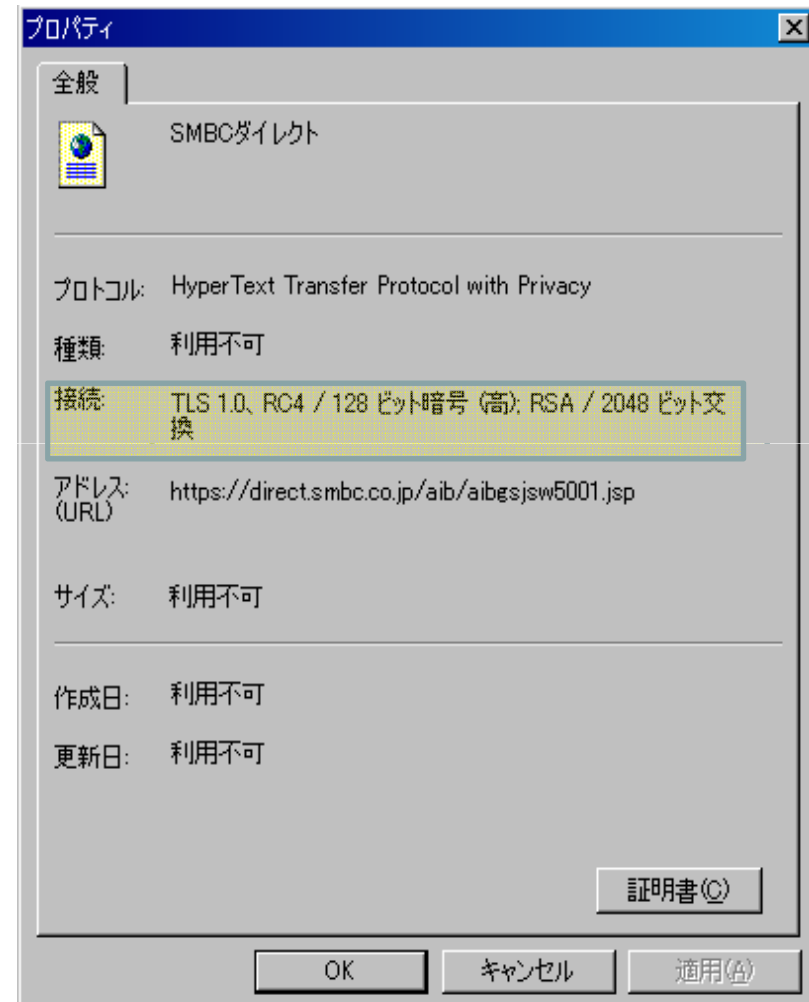 プロパティ
全般
SMBCダイレクト
プロトコル: HyperText Transfer Protocol with Privacy
種類: 利用不可
接続: TLS 1.0、RC4 / 128 ビット暗号 (高); RSA / 2048 ビット交
換
アドレス: https://direct.smbc.co.jp/aib/aibgsjsw5001.jsp
(URL)
サイズ: 利用不可
作成日: 利用不可
更新日: 利用不可
証明書(C)
OK キャンセル 適用(A)